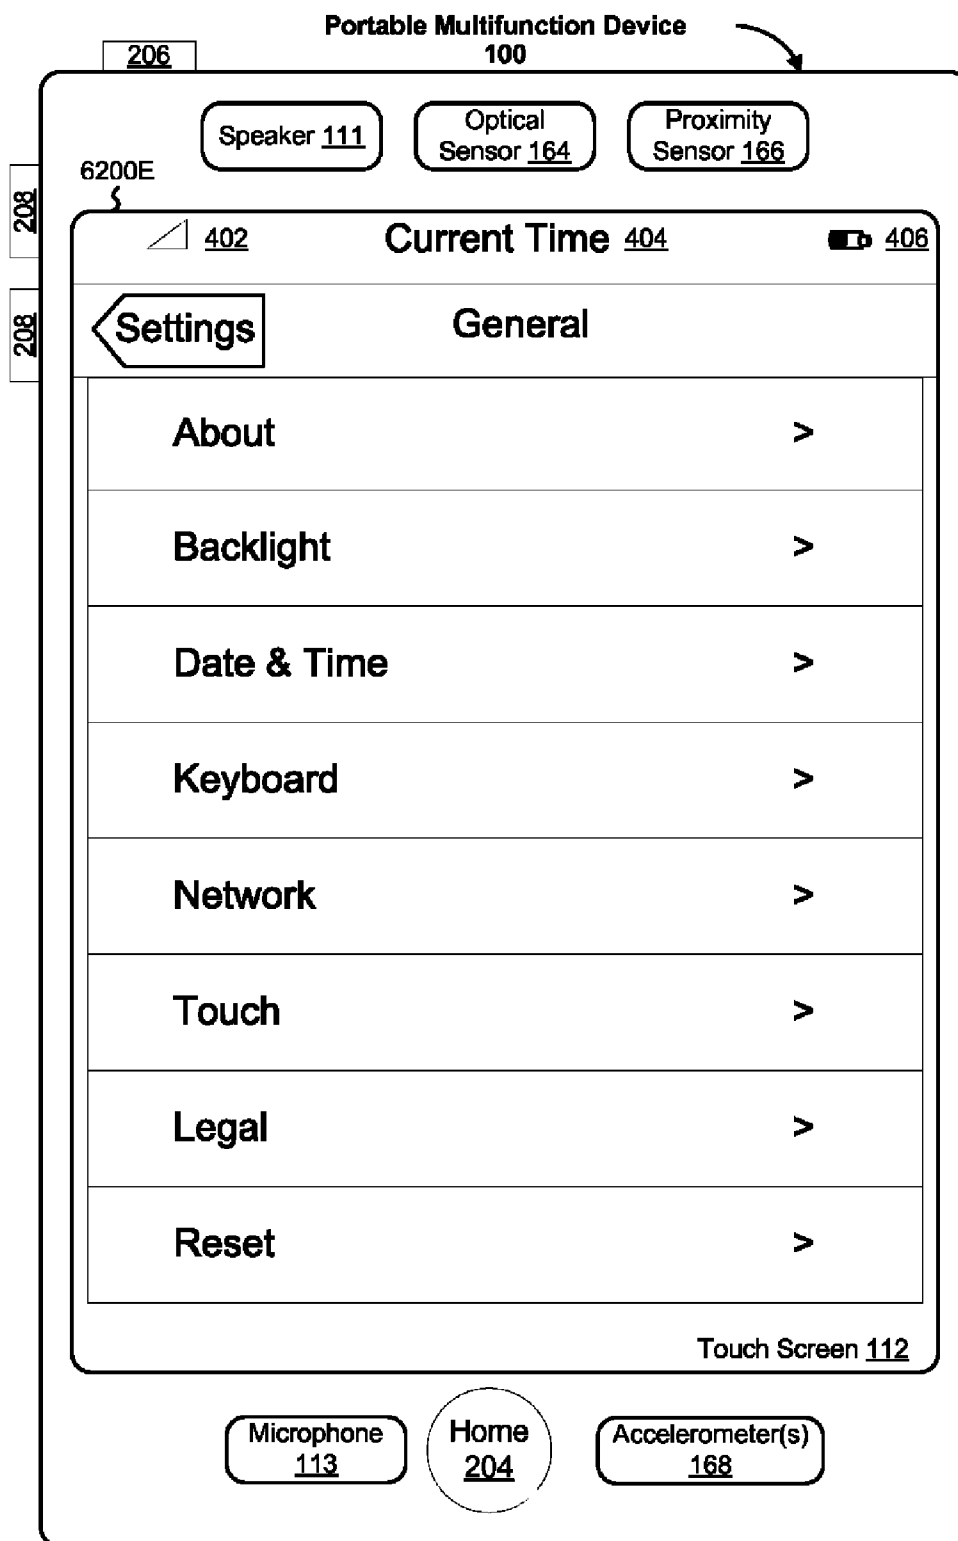 Portable Multifunction Device
100
206
Speaker 111
Optical
Sensor 164
Proximity
Sensor 166
6200E
208
208
402
Current Time 404
406
Settings
General
About >
Backlight >
Date & Time >
Keyboard >
Network >
Touch >
Legal >
Reset >
Touch Screen 112
Microphone
113
Home
204
Accelerometer(s)
168